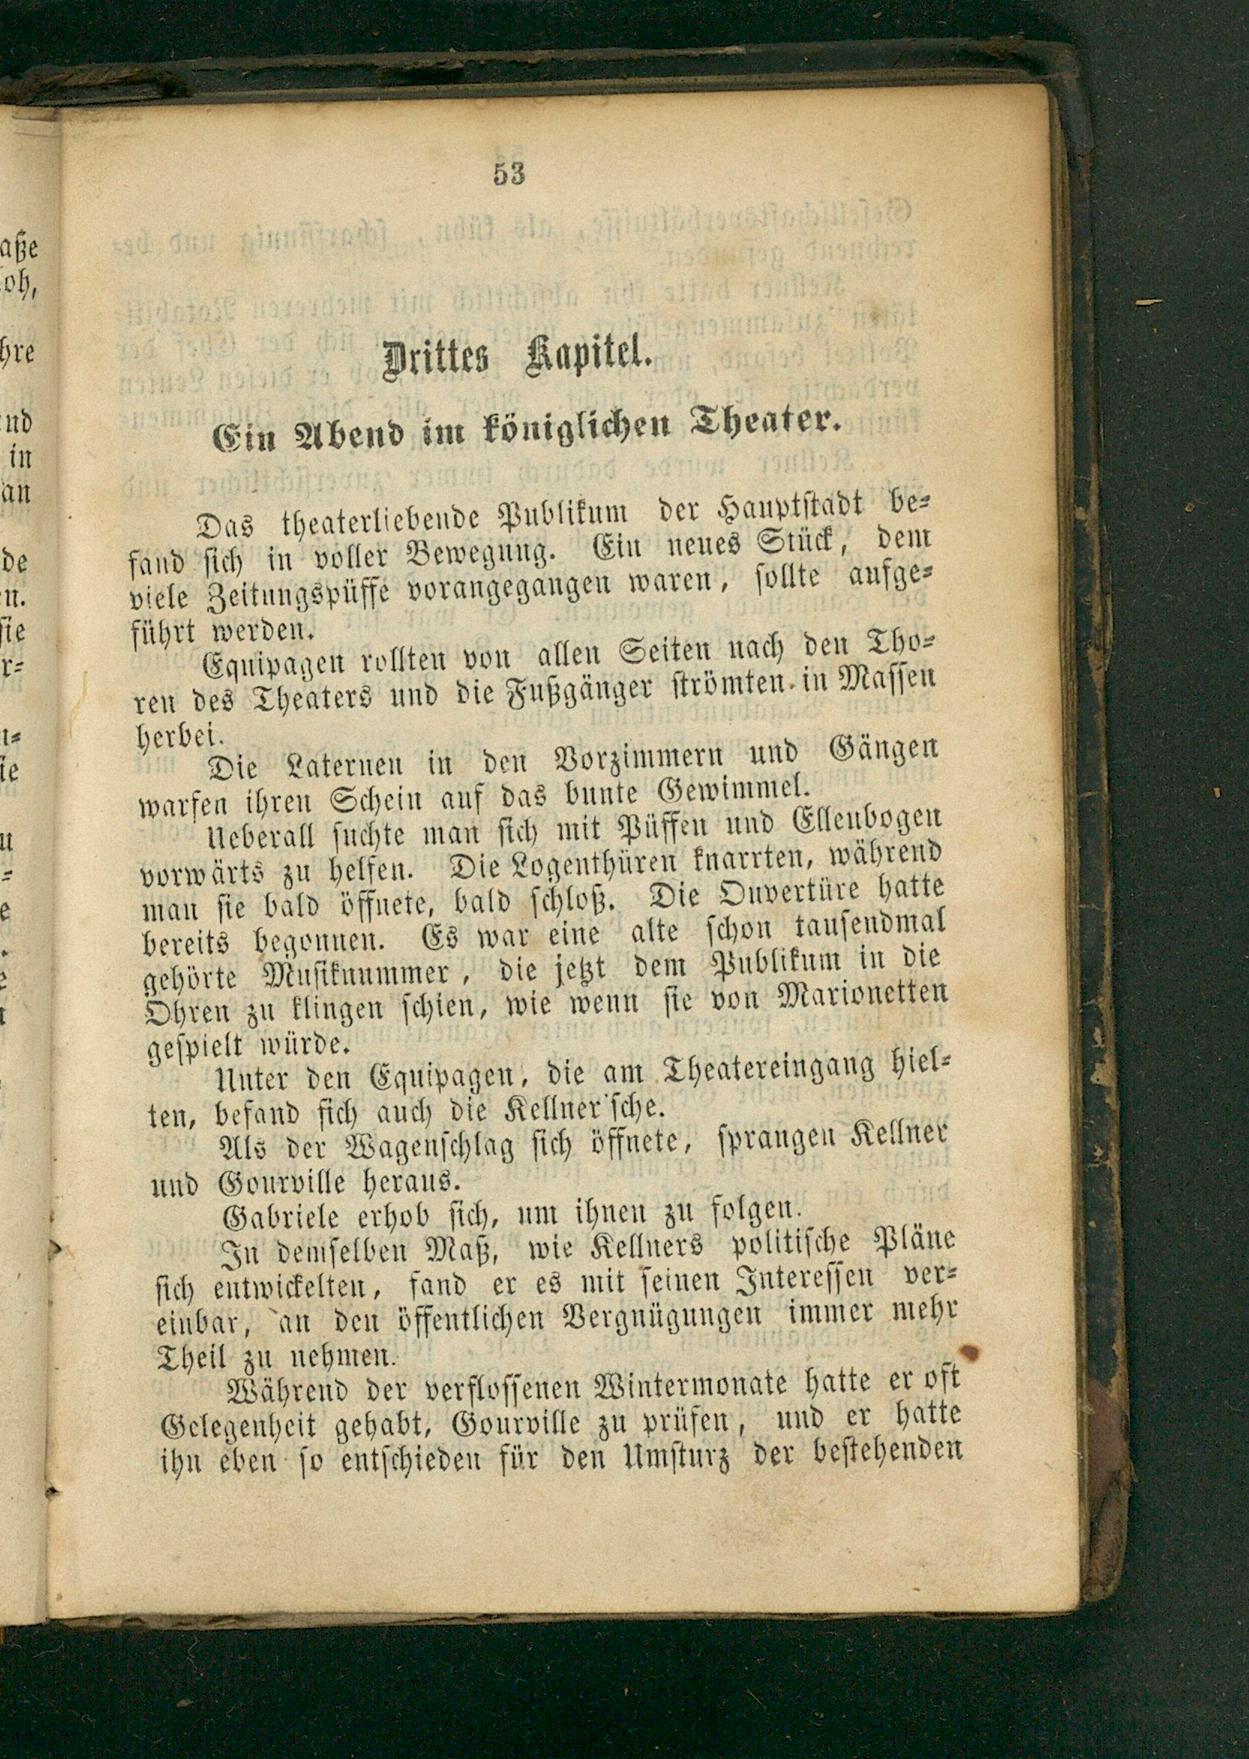 53
Drittes Kapitel.
Ein Abend im königlichen Theater.
Das theaterliebende Publikum der Hauptstadt be-
fand sich in voller Bewegung. Ein neues Stück, dem
viele Zeitungspüffe vorangegangen waren, sollte aufge-
führt werden.
Equipagen rollten von allen Seiten nach den Tho-
ren des Theaters und die Fußgänger strömten in Massen
herbei.
Die Laternen in den Vorzimmern und Gängen
warfen ihren Schein auf das bunte Gewimmel.
Ueberall suchte man sich mit Püffen und Ellenbogen
vorwärts zu helfen. Die Logenthüren knarrten, während
man sie bald öffnete, bald schloß. Die Ouvertüre hatte
bereits begonnen. Es war eine alte schon tausendmal
gehörte Musiknummer, die jetzt dem Publikum in die
Ohren zu klingen schien, wie wenn sie von Marionetten
gespielt würde.
Unter den Equipagen, die am Theatereingang hiel-
ten, befand sich auch die Kellner'sche.
Als der Wagenschlag sich öffnete, sprangen Kellner
und Gourville heraus.
Gabriele erhob sich, um ihnen zu folgen.
In demselben Maß, wie Kellners politische Pläne
sich entwickelten, fand er es mit seinen Interessen ver-
einbar, an den öffentlichen Vergnügungen immer mehr
Theil zu nehmen.
Während der verflossenen Wintermonate hatte er oft
Gelegenheit gehabt, Gourville zu prüfen, und er hatte
ihn eben so entschieden für den Umsturz der bestehenden